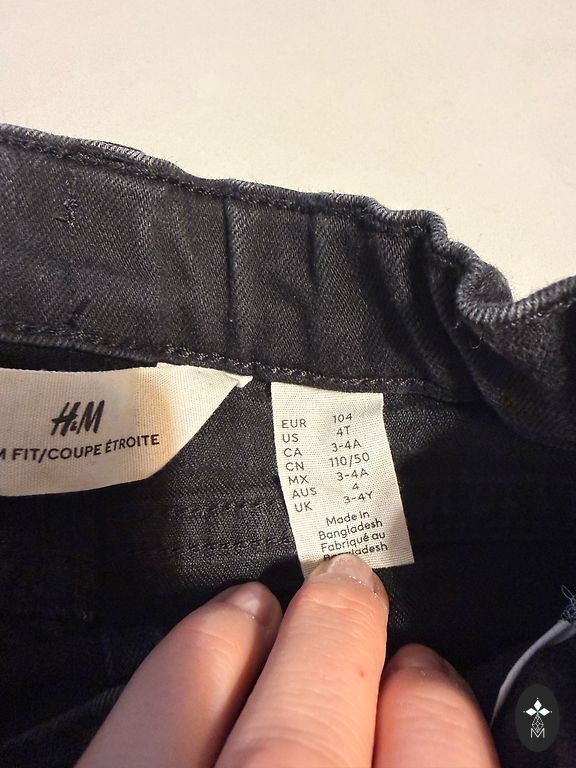 H&M
M FIT/COUPE ÉTROITE
EUR 104
US 4T
CA 3-4A
CN 110/50
MX 3-4A
AUS 4
UK 3-4Y
Made in
Bangladesh
Fabriqué au
Bangladesh